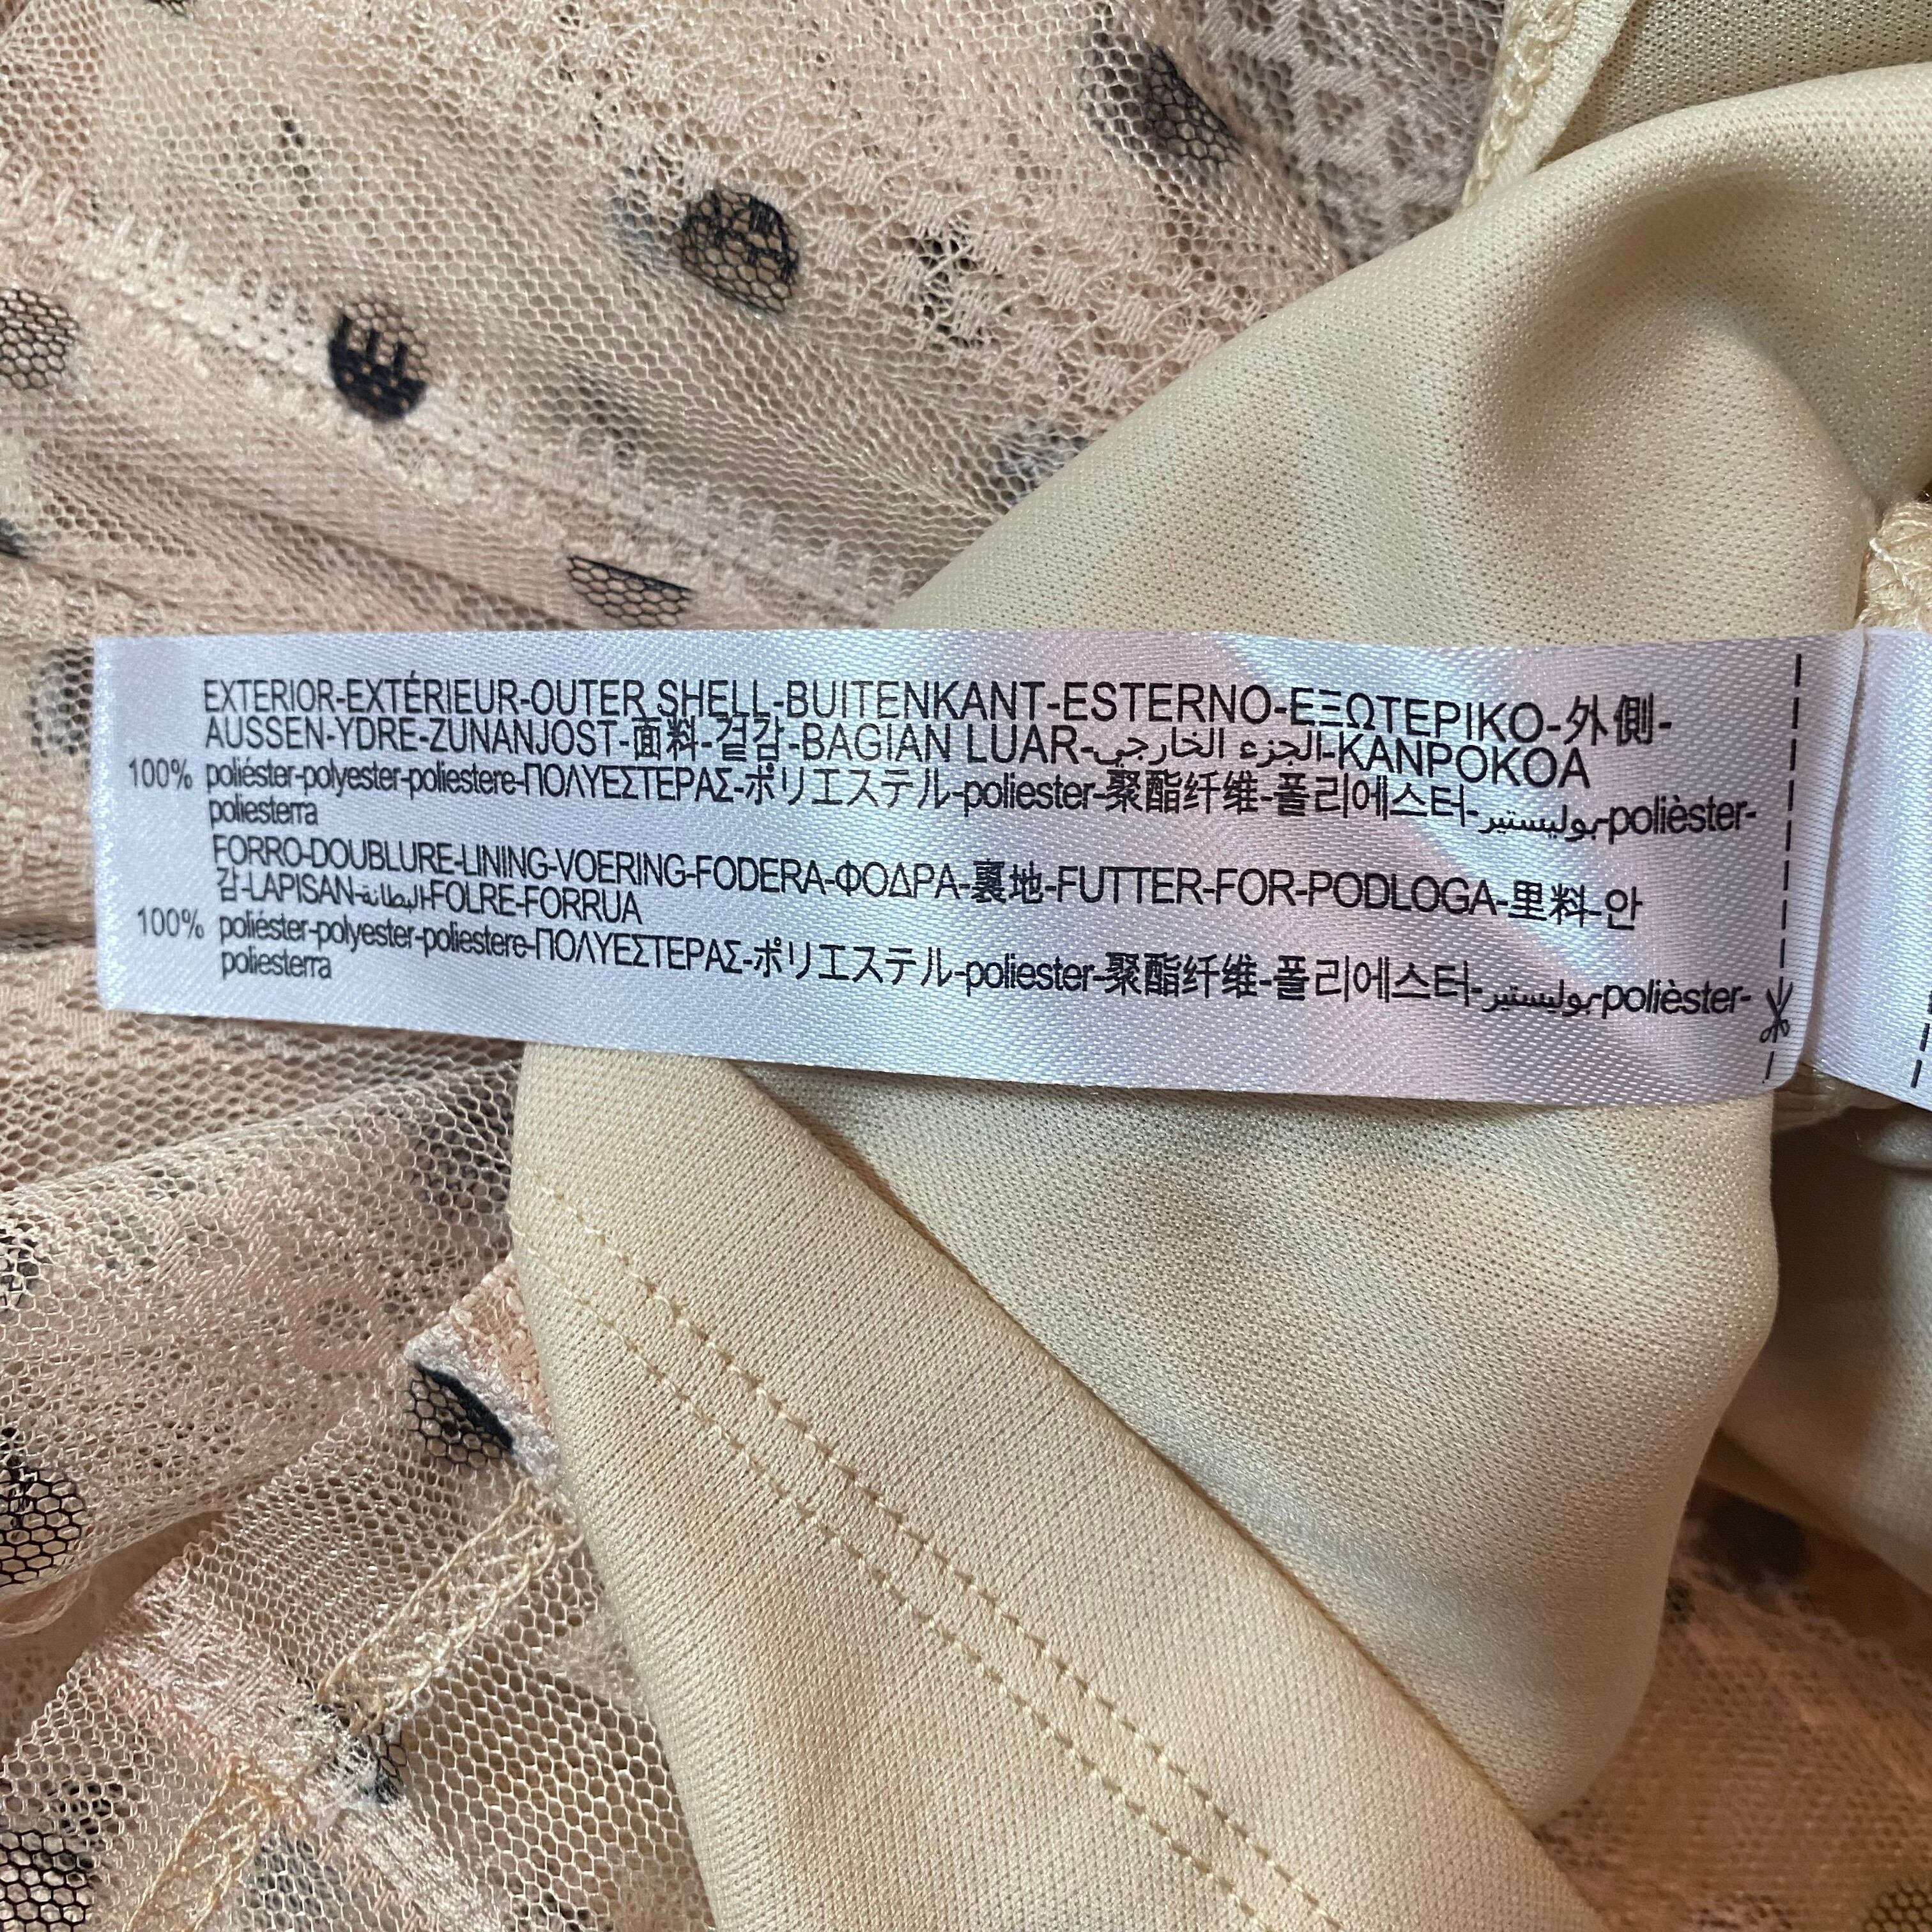 EXTERIOR-EXTÉRIEUR-OUTER SHELL-BUITENKANT-ESTERNO-ΕΞΩΤΕΡΙΚΟ-外側-
AUSSEN-YDRE-ZUNANJOST-面料-겉감-BAGIAN LUAR-الجزء الخارجي-KANPOKOA
100% poliéster-polyester-poliestere-ΠΟΛΥΕΣΤΕΡΑΣ-ポリエステル-poliester-聚酯纤维-폴리에스터-بوليستير-polièster-
poliesterra
FORRO-DOUBLURE-LINING-VOERING-FODERA-ΦΟΔΡΑ-裏地-FUTTER-FOR-PODLOGA-里料-안
감-LAPISAN-البطانة-FOLRE-FORRUA
100% poliéster-polyester-poliestere-ΠΟΛΥΕΣΤΕΡΑΣ-ポリエステル-poliester-聚酯纤维-폴리에스터-بوليستير-polièster-
poliesterra